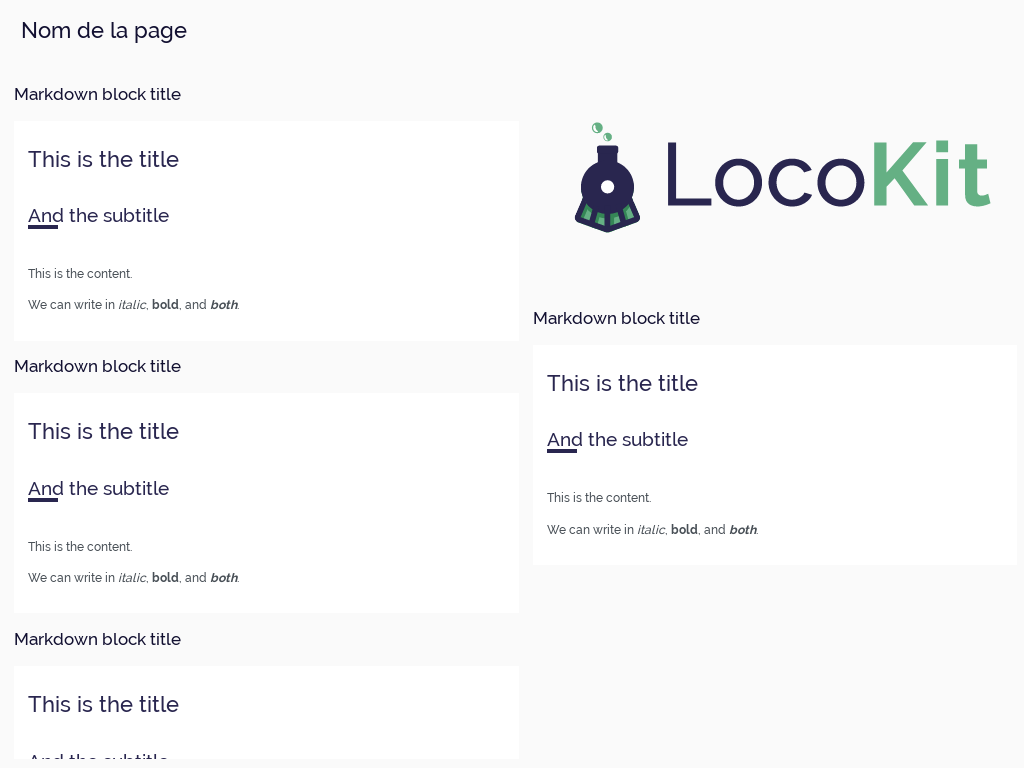 Nom de la page
Markdown block title
This is the title
And the subtitle
This is the content.
We can write in italic, bold, and both.
Markdown block title
This is the title
And the subtitle
This is the content.
We can write in italic, bold, and both.
Markdown block title
This is the title
And the subtitle
LocoKit
Markdown block title
This is the title
And the subtitle
This is the content.
We can write in italic, bold, and both.